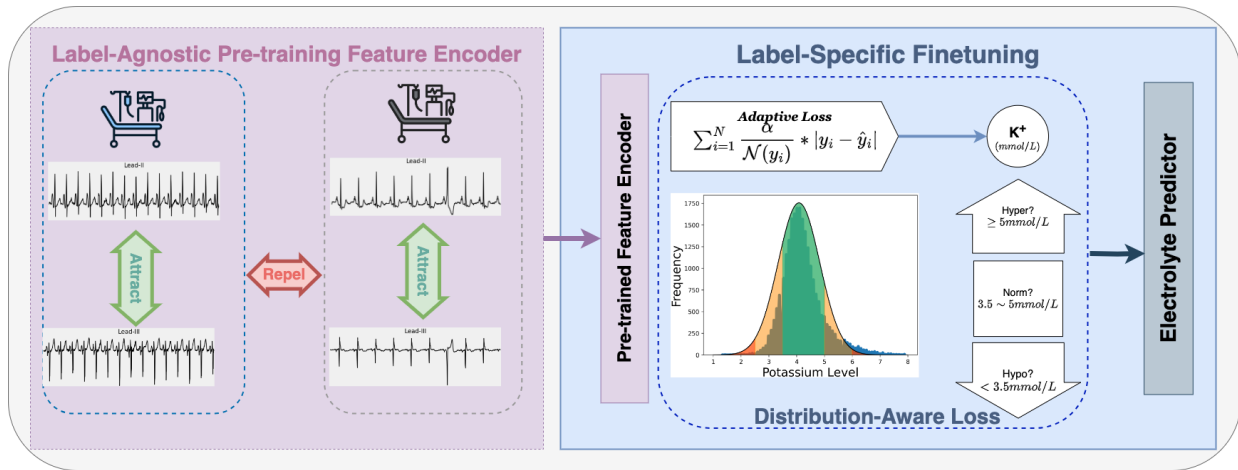 Label-Agnostic Pre-training Feature Encoder
Lead-II
Attract
Lead-III
Repel
Lead-II
Attract
Lead-III
Label-Specific Finetuning
Pre-trained Feature Encoder
Adaptive Loss
∑_{i=1}^{N} α/𝒩(y_i) * |y_i − ŷ_i|
K⁺
(mmol/L)
Frequency
1750
1500
1250
1000
750
500
250
0
1 2 3 4 5 6 7 8
Potassium Level
Hyper?
≥ 5mmol/L
Norm?
3.5 ~ 5mmol/L
Hypo?
< 3.5mmol/L
Distribution-Aware Loss
Electrolyte Predictor